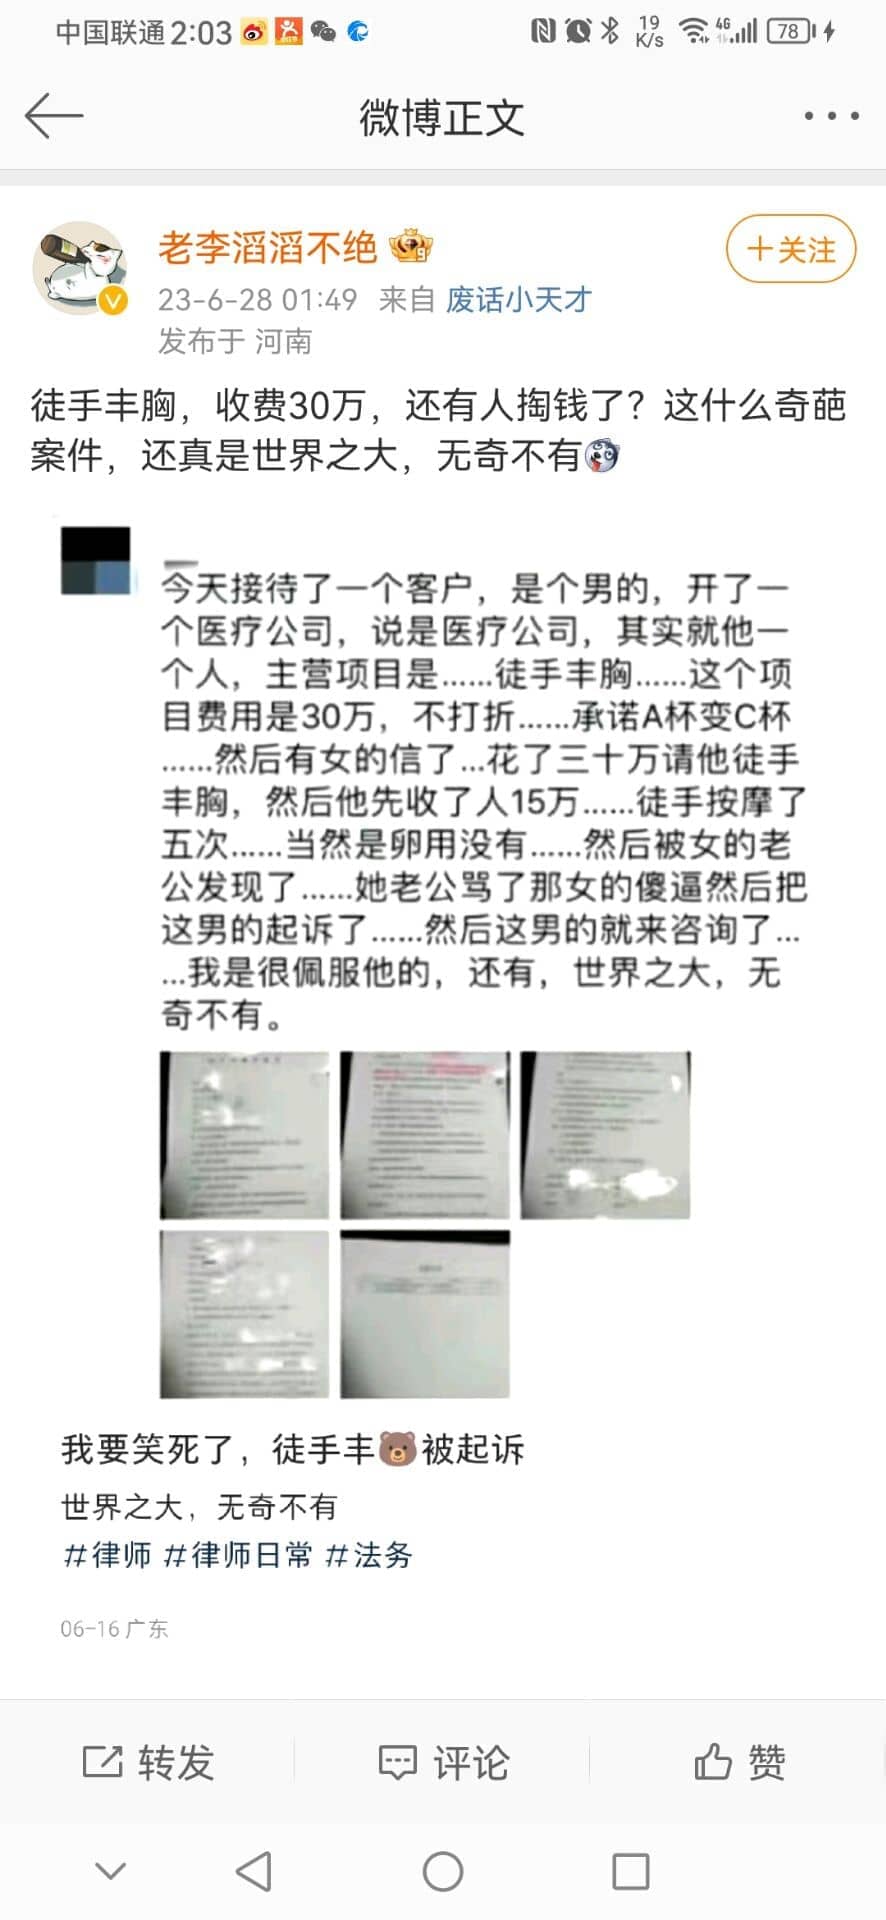 中国联通 2:03
19 K/s
4G
78
微博正文
老李滔滔不绝
9
+关注
23-6-28 01:49 来自 废话小天才
发布于 河南
徒手丰胸，收费30万，还有人掏钱了？这什么奇葩
案件，还真是世界之大，无奇不有
今天接待了一个客户，是个男的，开了一
个医疗公司，说是医疗公司，其实就他一
个人，主营项目是......徒手丰胸......这个项
目费用是30万，不打折......承诺A杯变C杯
......然后有女的信了...花了三十万请他徒手
丰胸，然后他先收了人15万......徒手按摩了
五次......当然是卵用没有......然后被女的老
公发现了......她老公骂了那女的傻逼然后把
这男的起诉了......然后这男的就来咨询了...
...我是很佩服他的，还有，世界之大，无
奇不有。
我要笑死了，徒手丰🐻被起诉
世界之大，无奇不有
#律师 #律师日常 #法务
06-16 广东
转发
评论
赞